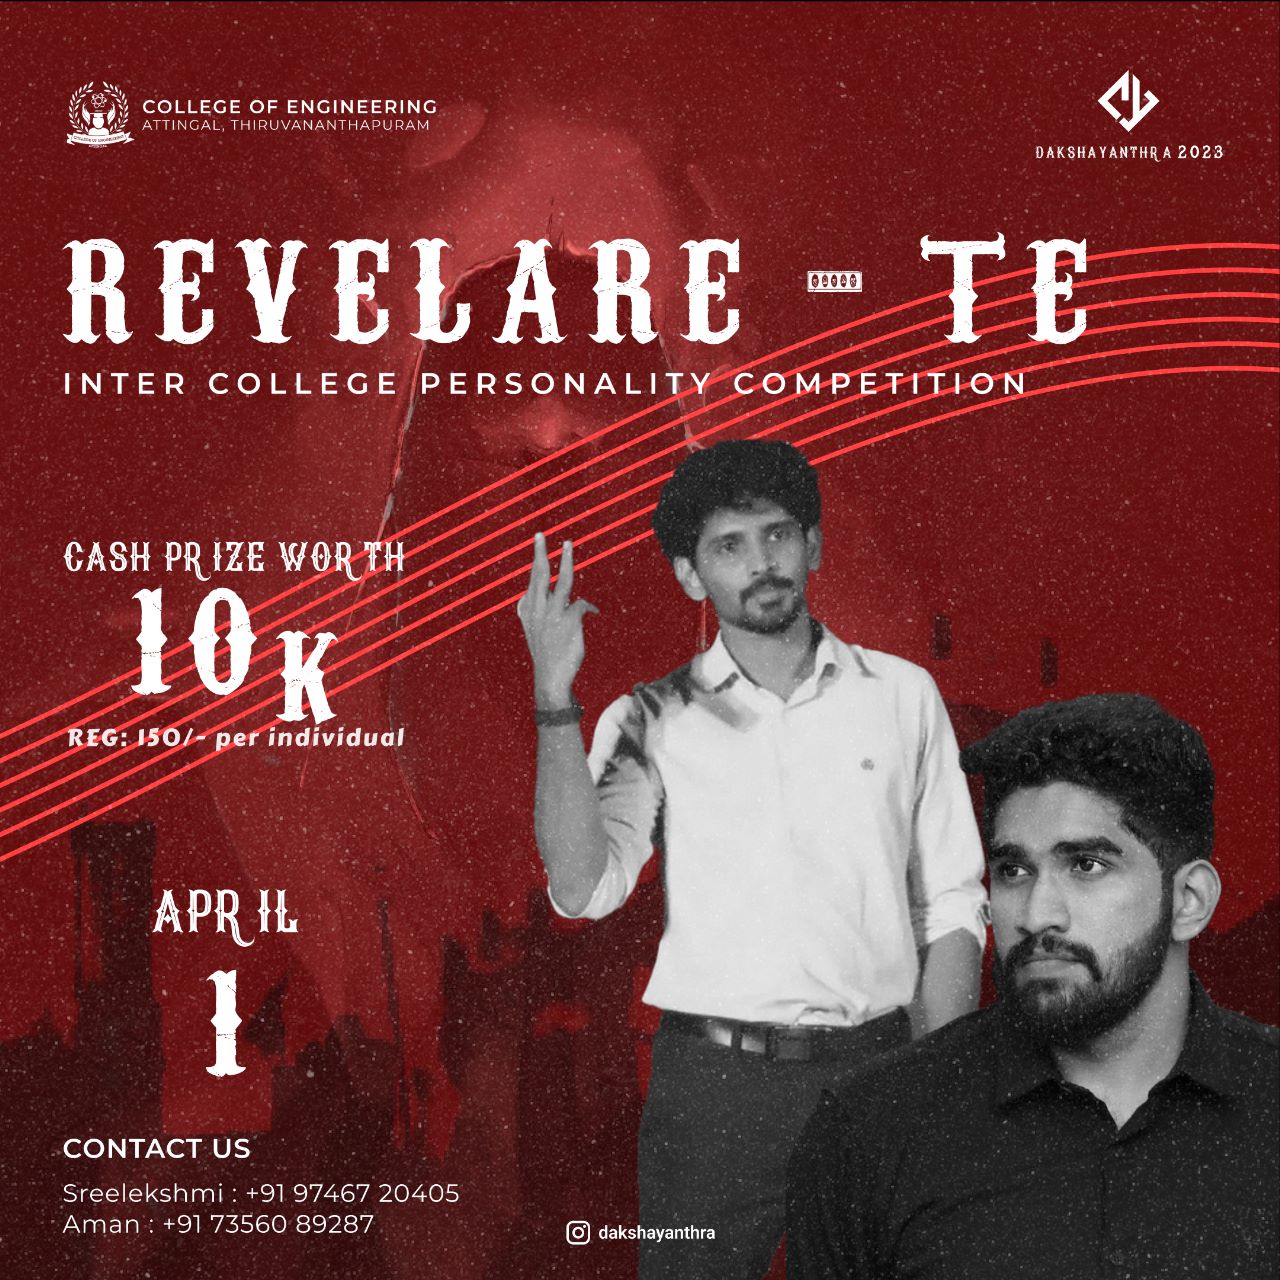 COLLEGE OF ENGINEERING
ATTINGAL, THIRUVANANTHAPURAM
DAKSHAYANTHRA 2023
REVELARE - TE
INTER COLLEGE PERSONALITY COMPETITION
CASH PRIZE WORTH
10K
REG: 150/- per individual
APRIL
1
CONTACT US
Sreelekshmi : +91 97467 20405
Aman : +91 73560 89287
dakshayanthra